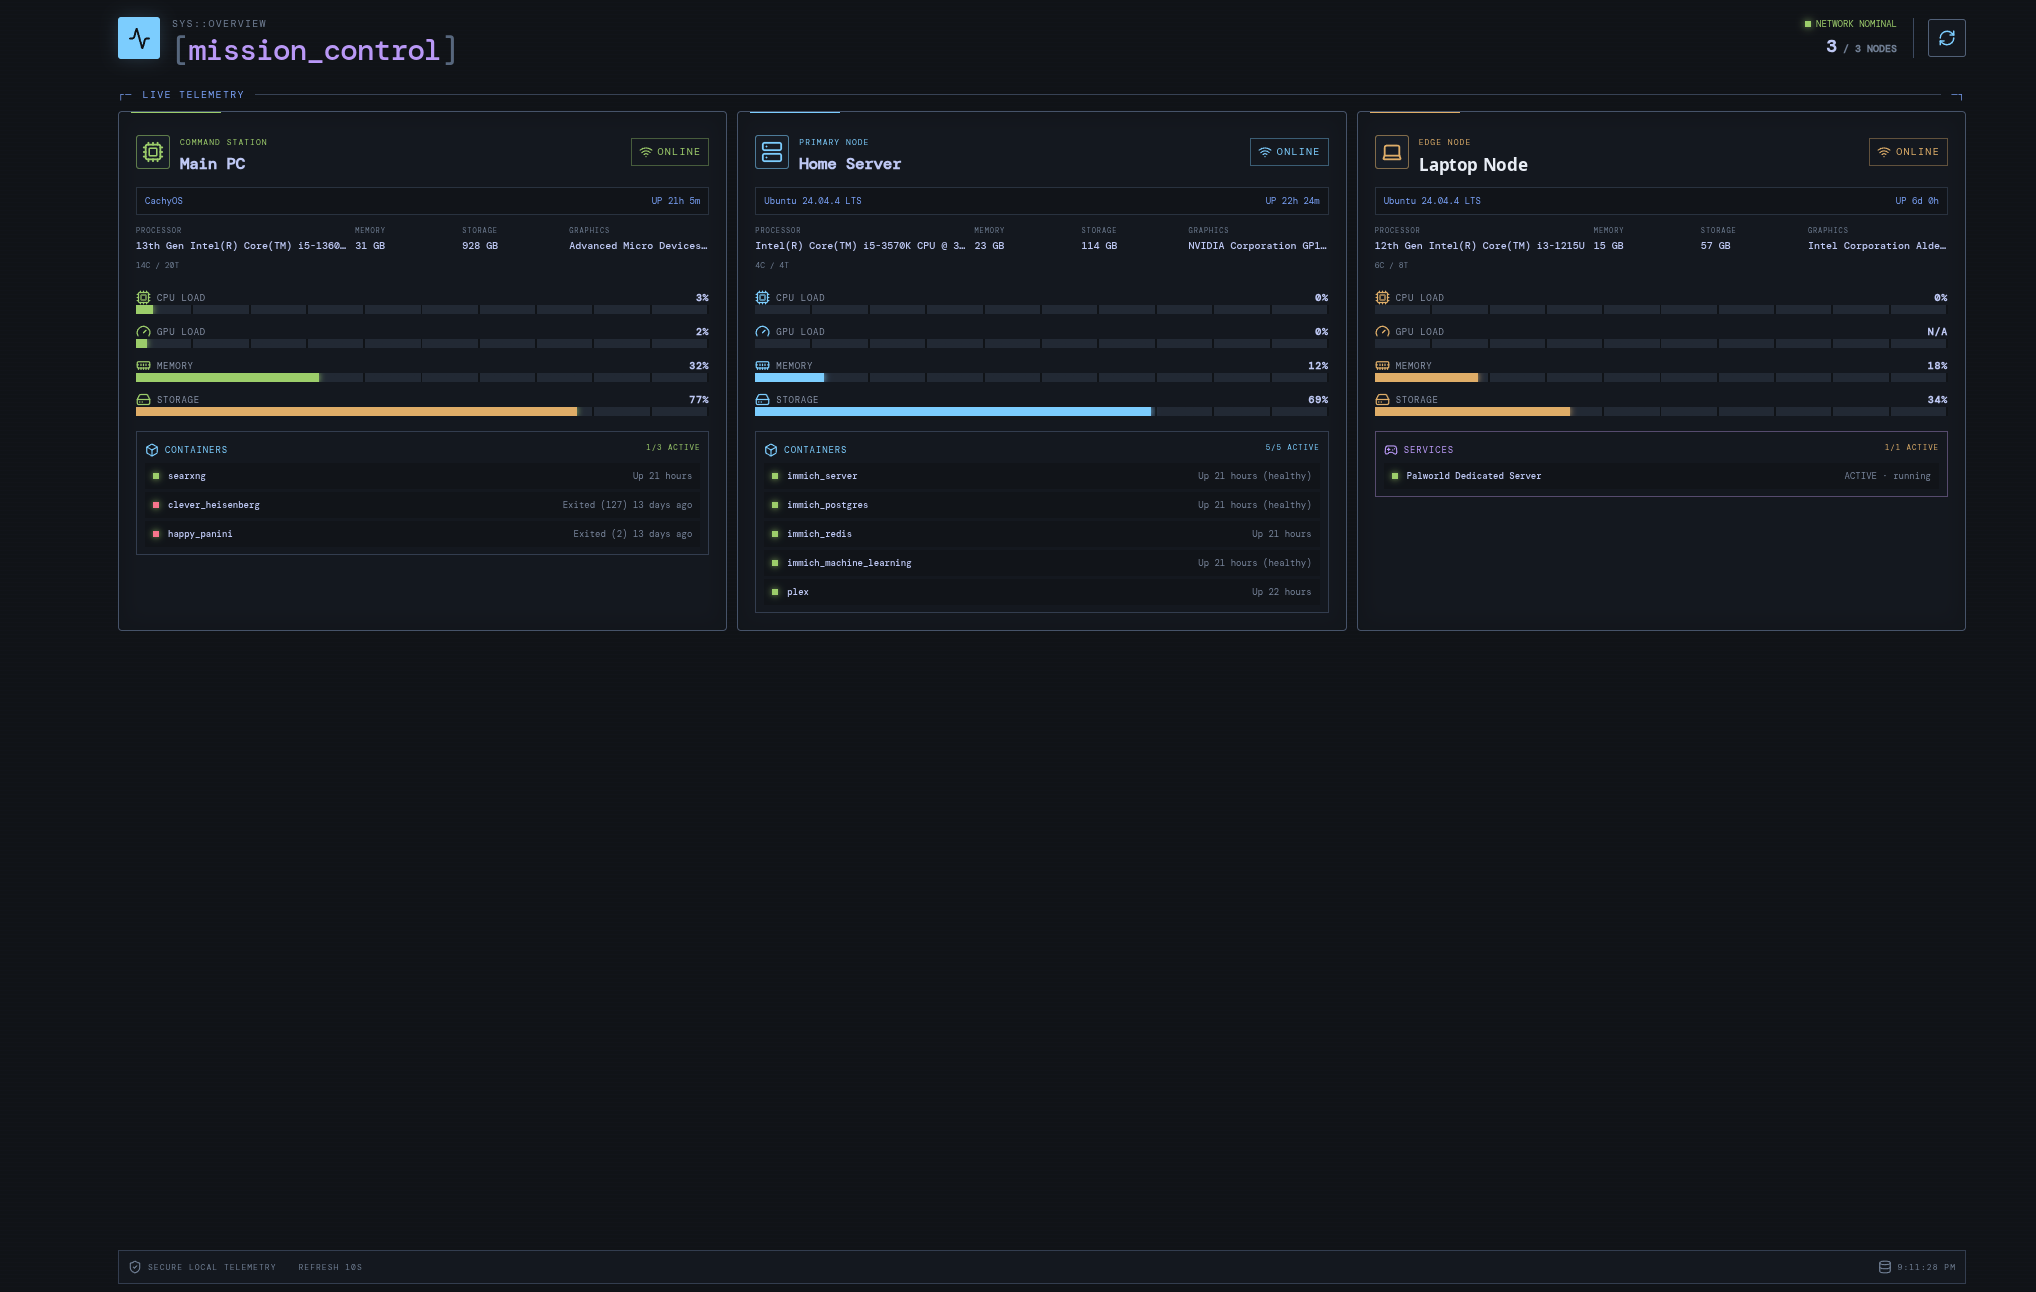 SYS::OVERVIEW
[mission_control]
NETWORK NOMINAL
3 / 3 NODES
LIVE TELEMETRY
COMMAND STATION
Main PC
ONLINE
CachyOS
UP 21h 5m
PROCESSOR MEMORY STORAGE GRAPHICS
13th Gen Intel(R) Core(TM) i5-1360… 31 GB 928 GB Advanced Micro Devices…
14C / 20T
CPU LOAD 3%
GPU LOAD 2%
MEMORY 32%
STORAGE 77%
CONTAINERS 1/3 ACTIVE
searxng Up 21 hours
clever_heisenberg Exited (127) 13 days ago
happy_panini Exited (2) 13 days ago
PRIMARY NODE
Home Server
ONLINE
Ubuntu 24.04.4 LTS
UP 22h 24m
PROCESSOR MEMORY STORAGE GRAPHICS
Intel(R) Core(TM) i5-3570K CPU @ 3… 23 GB 114 GB NVIDIA Corporation GP1…
4C / 4T
CPU LOAD 0%
GPU LOAD 0%
MEMORY 12%
STORAGE 69%
CONTAINERS 5/5 ACTIVE
immich_server Up 21 hours (healthy)
immich_postgres Up 21 hours (healthy)
immich_redis Up 21 hours
immich_machine_learning Up 21 hours (healthy)
plex Up 22 hours
EDGE NODE
Laptop Node
ONLINE
Ubuntu 24.04.4 LTS
UP 6d 0h
PROCESSOR MEMORY STORAGE GRAPHICS
12th Gen Intel(R) Core(TM) i3-1215U 15 GB 57 GB Intel Corporation Alde…
6C / 8T
CPU LOAD 0%
GPU LOAD N/A
MEMORY 18%
STORAGE 34%
SERVICES 1/1 ACTIVE
Palworld Dedicated Server ACTIVE · running
SECURE LOCAL TELEMETRY REFRESH 10S
9:11:28 PM